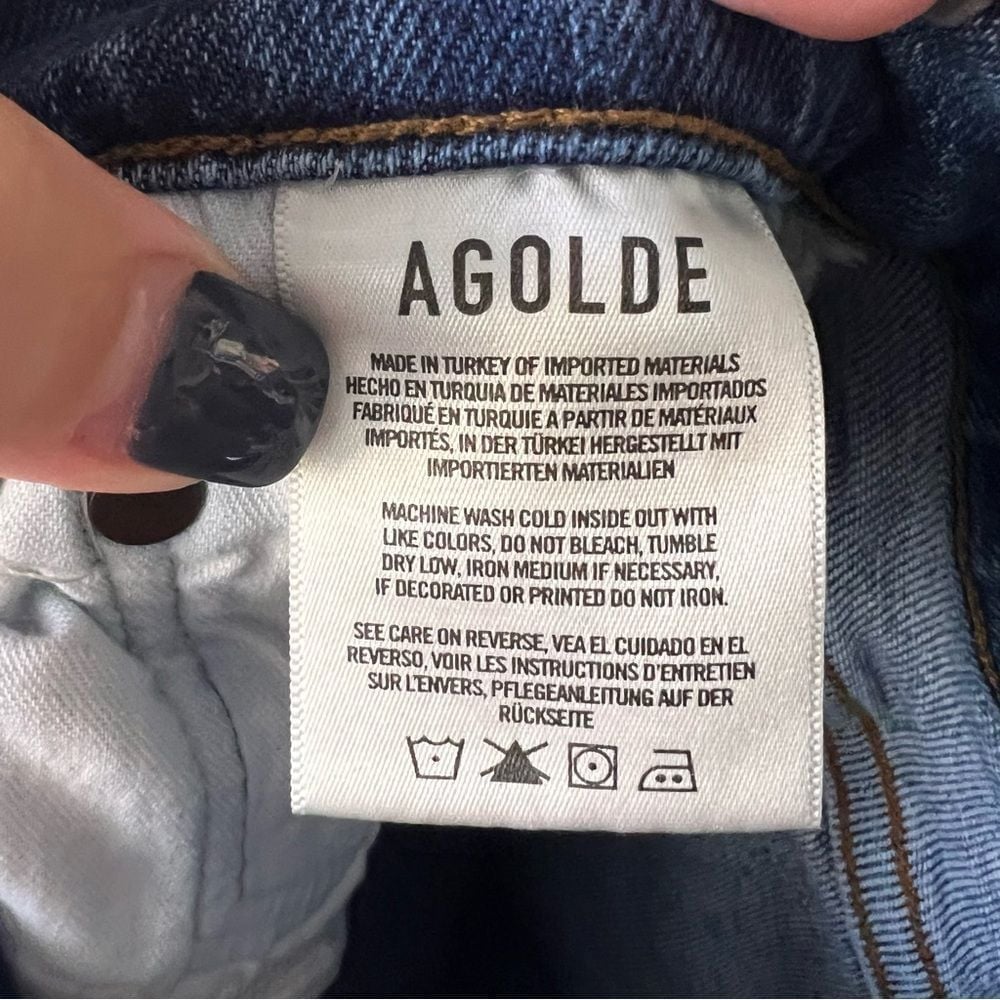 AGOLDE
MADE IN TURKEY OF IMPORTED MATERIALS
HECHO EN TURQUIA DE MATERIALES IMPORTADOS
FABRIQUÉ EN TURQUIE A PARTIR DE MATÉRIAUX
IMPORTÉS, IN DER TÜRKEI HERGESTELLT MIT
IMPORTIERTEN MATERIALIEN
MACHINE WASH COLD INSIDE OUT WITH
LIKE COLORS, DO NOT BLEACH, TUMBLE
DRY LOW, IRON MEDIUM IF NECESSARY,
IF DECORATED OR PRINTED DO NOT IRON.
SEE CARE ON REVERSE, VEA EL CUIDADO EN EL
REVERSO, VOIR LES INSTRUCTIONS D'ENTRETIEN
SUR L'ENVERS, PFLEGEANLEITUNG AUF DER
RÜCKSEITE